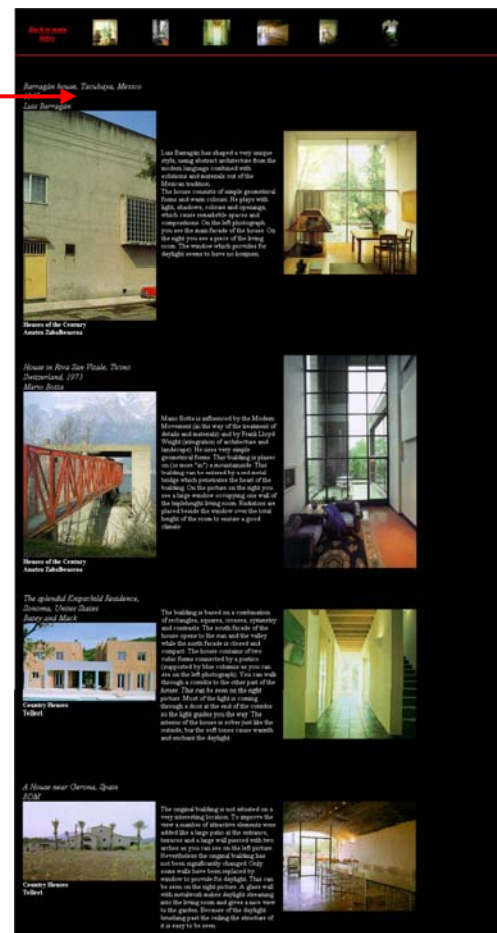 Back to main
index
Barragán house, Tacubaya, Mexico
Luis Barragán
Luis Barragán has shaped a very unique
style, using abstract architecture from the
modern language combined with
solutions and materials out of the
Mexican tradition.
The house consists of simple geometrical
forms and warm colours. He plays with
light, shadows, colours and openings,
which cause remarkable spaces and
compositions. On the left photograph
you see the main facade of the house. On
the right you see a piece of the living
room. The window which provides for
daylight seems to have no
Houses of the Century
Anatxu Zabalbeascoa
House in Riva San Vitale, Ticino
Switzerland, 1973
Mario Botta
Mario Botta is influenced by the Modern
Movement (in the way of the treatment of
details and materials) and by Frank Lloyd
Wright (integration of architecture and
landscape). He uses very simple
geometrical forms. This building is places
on (or more "in") a mountainside. This
building can be entered by a red metal
bridge which penetrates the heart of the
building. On the picture on the right you
see a large window occupying one wall of
the tripleheight living room. Radiators are
placed beside the window over the total
height of the room to ensure a good
climate.
Houses of the Century
Anatxu Zabalbeascoa
The splendid Knipschild Residence,
Sonoma, Unites States
Batey and Mack
The building is based on a combination
of rectangles, squares, crosses, symmetry
and contrasts. The south facade of the
house opens to the sun and the valley
while the north facade is closed and
compact. The house contains of two
cubic forms connected by a portico
(supported by blue columns as you can
see on the left photograph). You can walk
through a corridor to the other part of the
house. This can be seen on the right
picture. Most of the light is coming
through a door at the end of the corridor
so the light guides you the way. The
interior of the house is sober just like the
outside, but the soft tones cause warmth
and enchant the daylight.
Country Houses
Telleri
A House near Gerona, Spain
BDM
The original building is not situated on a
very interesting location. To improve the
view a number of attractive elements were
added like a large patio at the entrance,
terraces and a large wall pierced with two
arches as you can see on the left picture.
Nevertheless the original building has
not been significantly changed. Only
some walls have been replaced by
window to provide for daylight. This can
be seen on the right picture. A glass wall
with metalwork makes daylight streaming
into the living room and gives a nice view
to the garden. Because of the daylight
brushing past the ceiling the structure of
it is easy to be seen.
Country Houses
Telleri